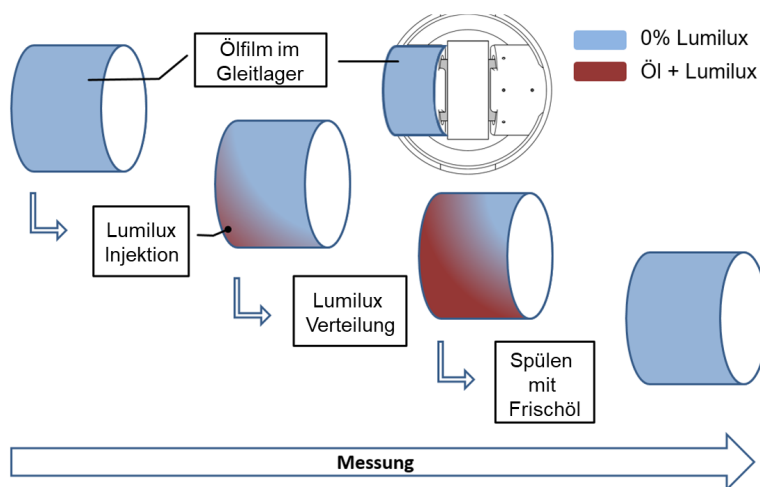 Ölfilm im
Gleitlager
0% Lumilux
Öl + Lumilux
Lumilux
Injektion
Lumilux
Verteilung
Spülen
mit
Frischöl
Messung